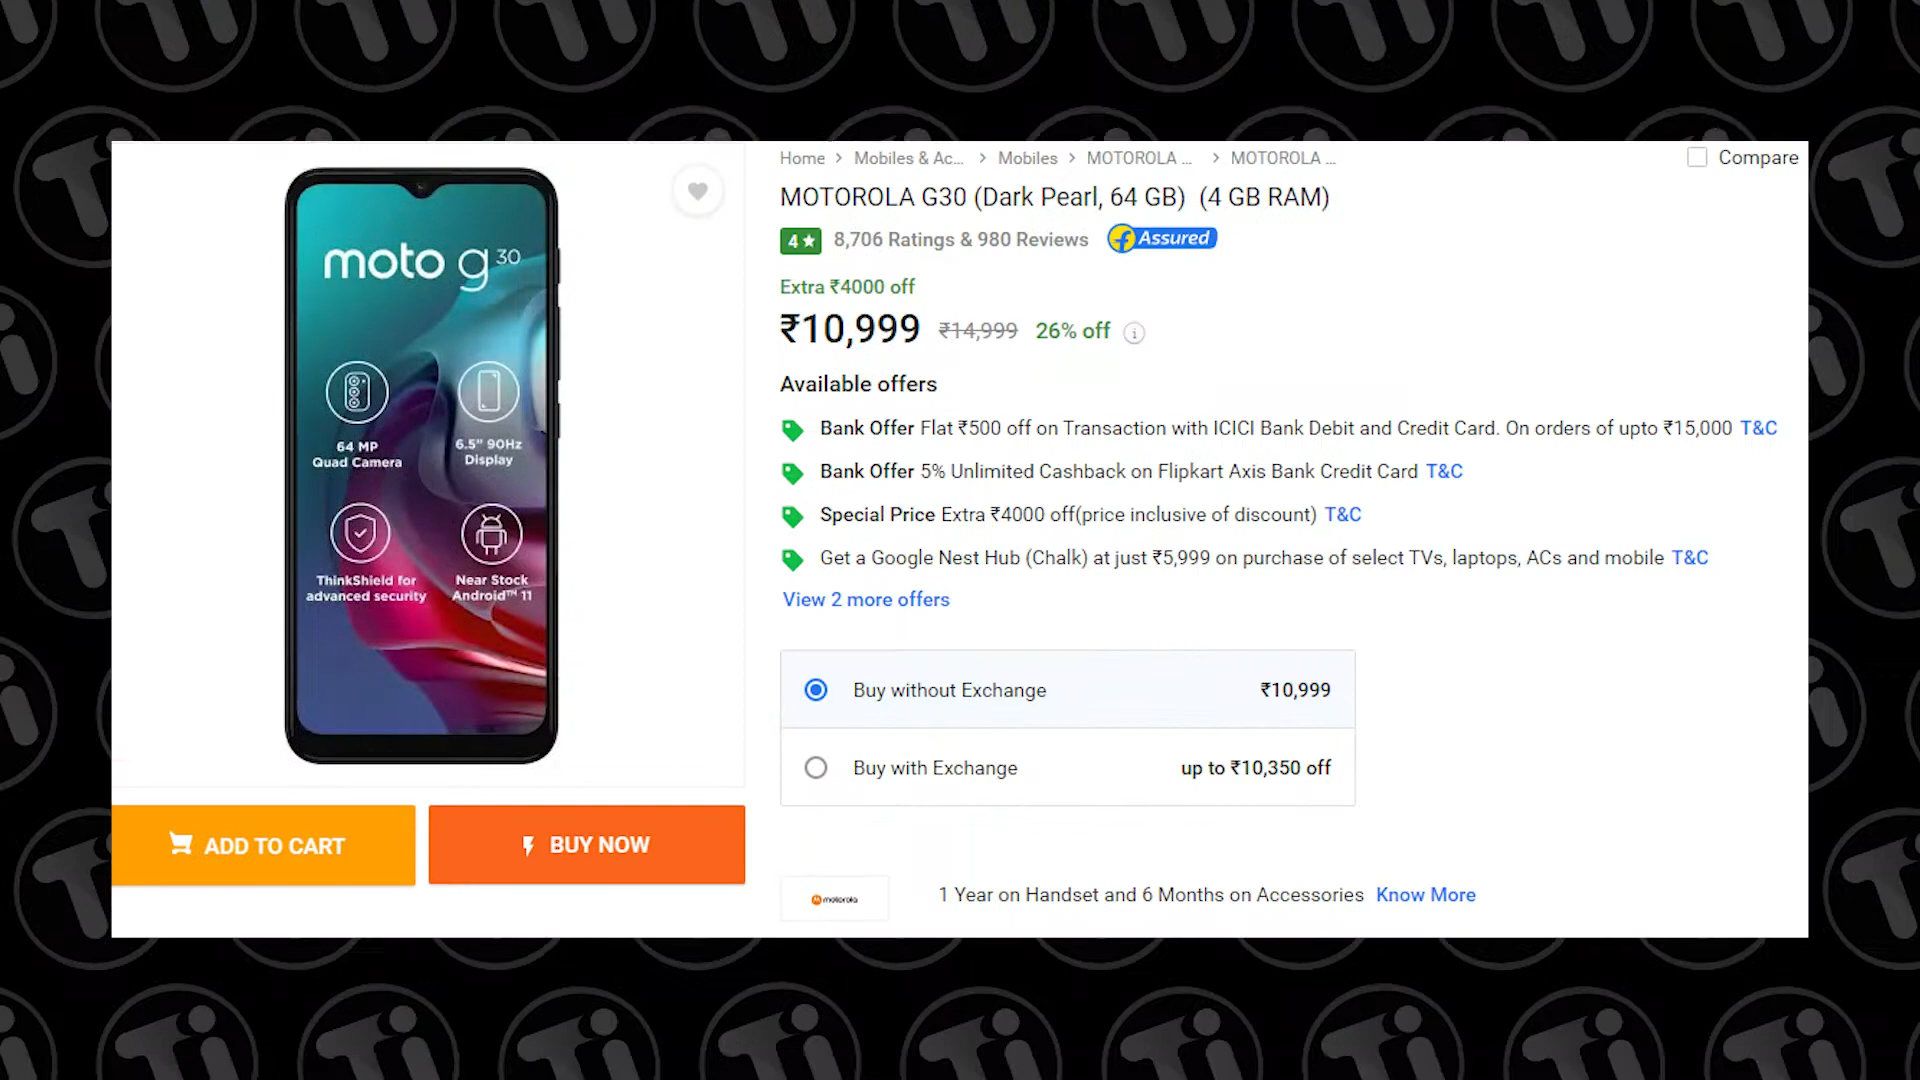 Home > Mobiles & Ac... > Mobiles > MOTOROLA ... > MOTOROLA ...
Compare
MOTOROLA G30 (Dark Pearl, 64 GB) (4 GB RAM)
4★ 8,706 Ratings & 980 Reviews Assured
Extra ₹4000 off
₹10,999 ₹14,999 26% off
Available offers
Bank Offer Flat ₹500 off on Transaction with ICICI Bank Debit and Credit Card. On orders of upto ₹15,000 T&C
Bank Offer 5% Unlimited Cashback on Flipkart Axis Bank Credit Card T&C
Special Price Extra ₹4000 off(price inclusive of discount) T&C
Get a Google Nest Hub (Chalk) at just ₹5,999 on purchase of select TVs, laptops, ACs and mobile T&C
View 2 more offers
Buy without Exchange ₹10,999
Buy with Exchange up to ₹10,350 off
motorola
1 Year on Handset and 6 Months on Accessories Know More
moto g30
64 MP
Quad Camera
6.5" 90Hz
Display
ThinkShield for
advanced security
Near Stock
Android™ 11
ADD TO CART
BUY NOW